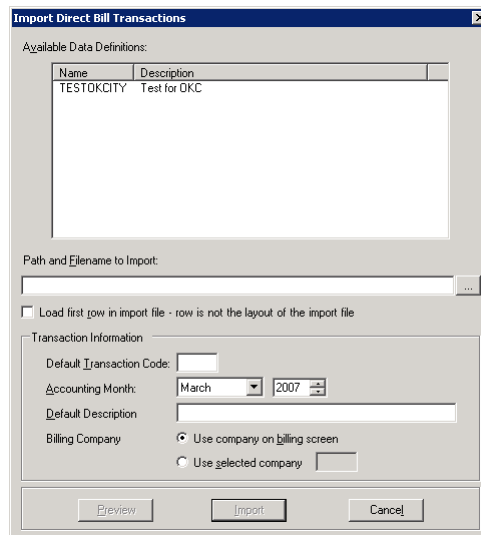 Import Direct Bill Transactions
Available Data Definitions:
Name Description
TESTOKCITY Test for OKC
Path and Filename to Import:
...
Load first row in import file - row is not the layout of the import file
Transaction Information
Default Transaction Code:
Accounting Month: March 2007
Default Description
Billing Company Use company on billing screen
Use selected company
Preview Import Cancel